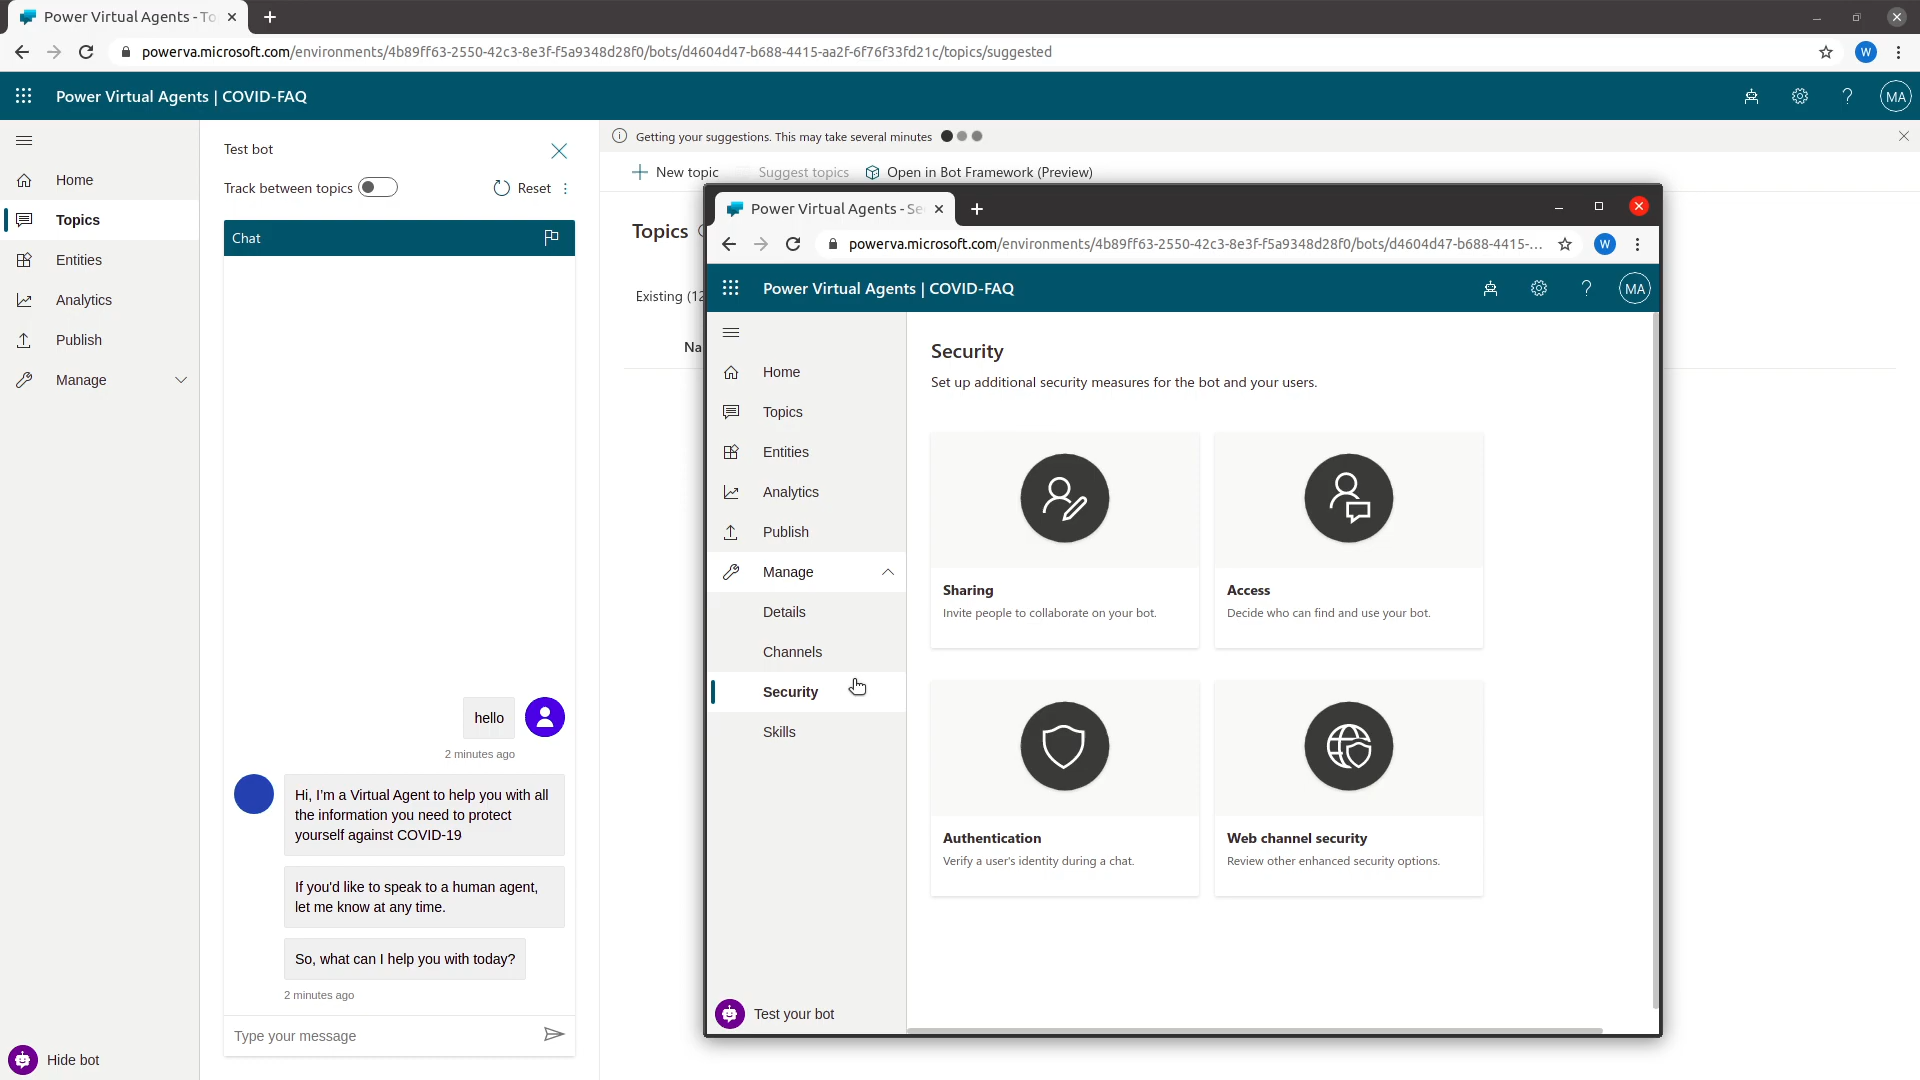 Power Virtual Agents - To
powerva.microsoft.com/environments/4b89ff63-2550-42c3-8e3f-f5a9348d28f0/bots/d4604d47-b688-4415-aa2f-6f76f33fd21c/topics/suggested
W
Power Virtual Agents | COVID-FAQ
MA
Home
Topics
Entities
Analytics
Publish
Manage
Hide bot
Test bot
Track between topics
Reset
Chat
hello
2 minutes ago
Hi, I'm a Virtual Agent to help you with all
the information you need to protect
yourself against COVID-19
If you'd like to speak to a human agent,
let me know at any time.
So, what can I help you with today?
2 minutes ago
Type your message
Getting your suggestions. This may take several minutes
New topic
Suggest topics
Open in Bot Framework (Preview)
Topics
Existing (12
Na
Power Virtual Agents - Se
powerva.microsoft.com/environments/4b89ff63-2550-42c3-8e3f-f5a9348d28f0/bots/d4604d47-b688-4415-...
W
Power Virtual Agents | COVID-FAQ
MA
Home
Topics
Entities
Analytics
Publish
Manage
Details
Channels
Security
Skills
Test your bot
Security
Set up additional security measures for the bot and your users.
Sharing
Invite people to collaborate on your bot.
Access
Decide who can find and use your bot.
Authentication
Verify a user's identity during a chat.
Web channel security
Review other enhanced security options.